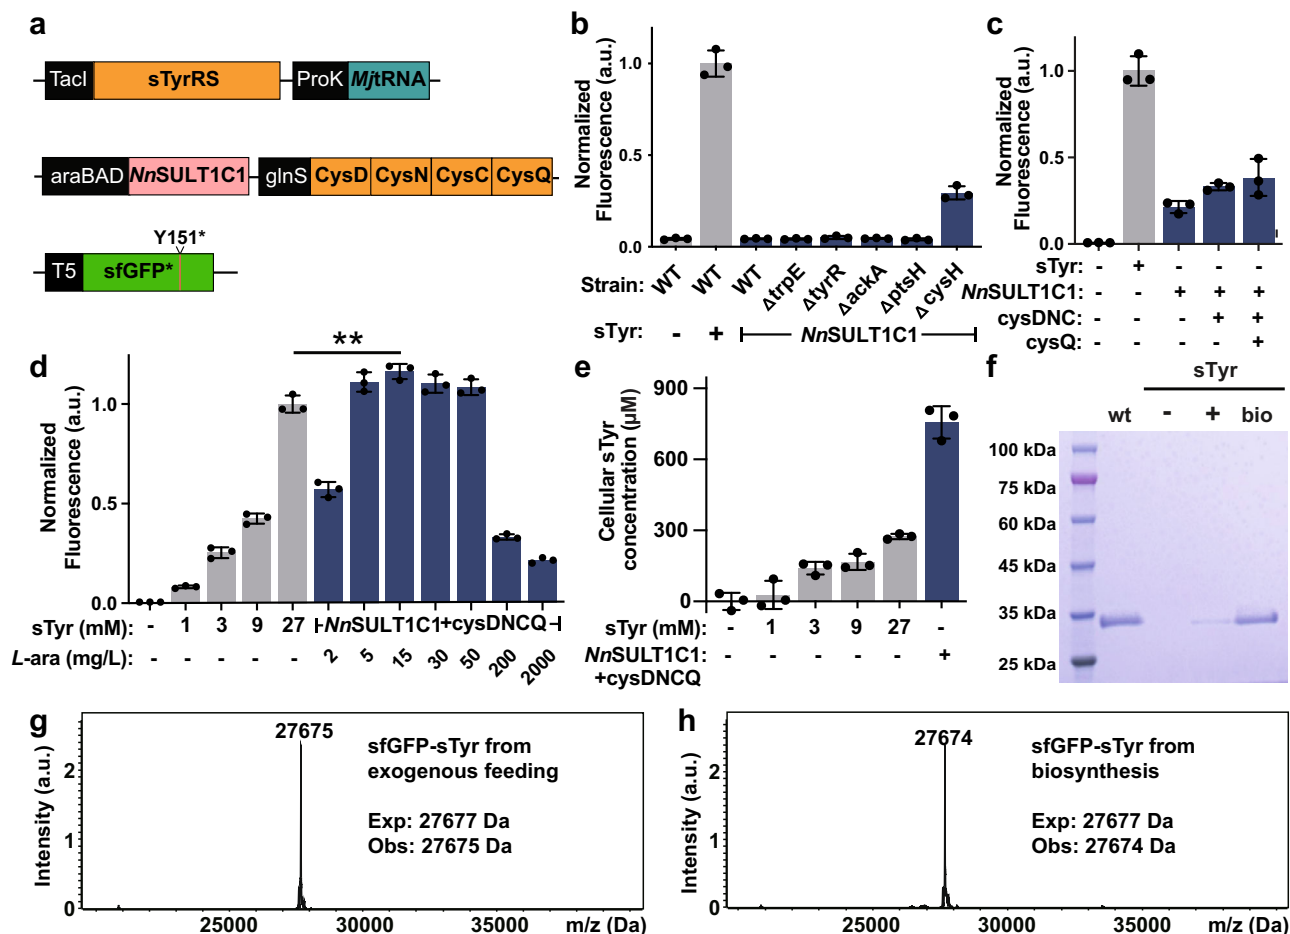 a
TacI sTyrRS ProK MjtRNA
araBAD NnSULT1C1 glnS CysD CysN CysC CysQ
Y151*
T5 sfGFP*
b
Normalized
Fluorescence (a.u.)
1.0
0.5
0.0
Strain: WT WT WT ΔtrpE ΔtyrR ΔackA ΔptsH ΔcysH
sTyr: - + NnSULT1C1
c
Normalized
Fluorescence (a.u.)
1.0
0.5
0.0
sTyr: - + - - -
NnSULT1C1: - - + + +
cysDNC: - - - + +
cysQ: - - - - +
d
**
Normalized
Fluorescence (a.u.)
1.0
0.5
0.0
sTyr (mM): - 1 3 9 27 NnSULT1C1+cysDNCQ
L-ara (mg/L): - - - - - 2 5 15 30 50 200 2000
e
Cellular sTyr
concentration (µM)
900
600
300
0
sTyr (mM): - 1 3 9 27 -
NnSULT1C1: - - - - - +
+cysDNCQ
f
sTyr
wt - + bio
100 kDa
75 kDa
60 kDa
45 kDa
35 kDa
25 kDa
g
Intensity (a.u.)
2
1
0
27675
sfGFP-sTyr from
exogenous feeding
Exp: 27677 Da
Obs: 27675 Da
25000 30000 35000 m/z (Da)
h
Intensity (a.u.)
2
1
0
27674
sfGFP-sTyr from
biosynthesis
Exp: 27677 Da
Obs: 27674 Da
25000 30000 35000 m/z (Da)